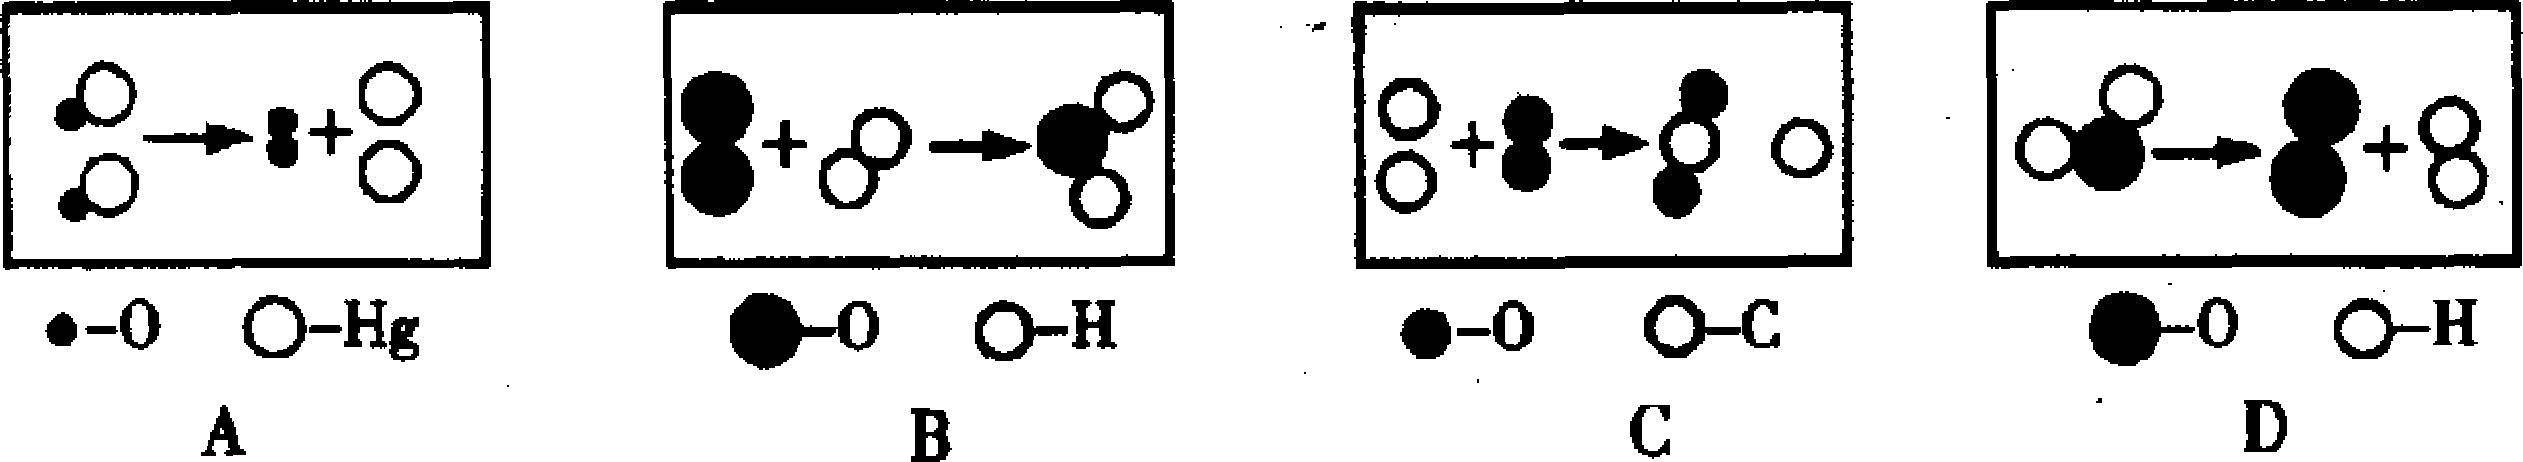 + + + +
-O -Hg -O -H -O -C -O -H
A B C D